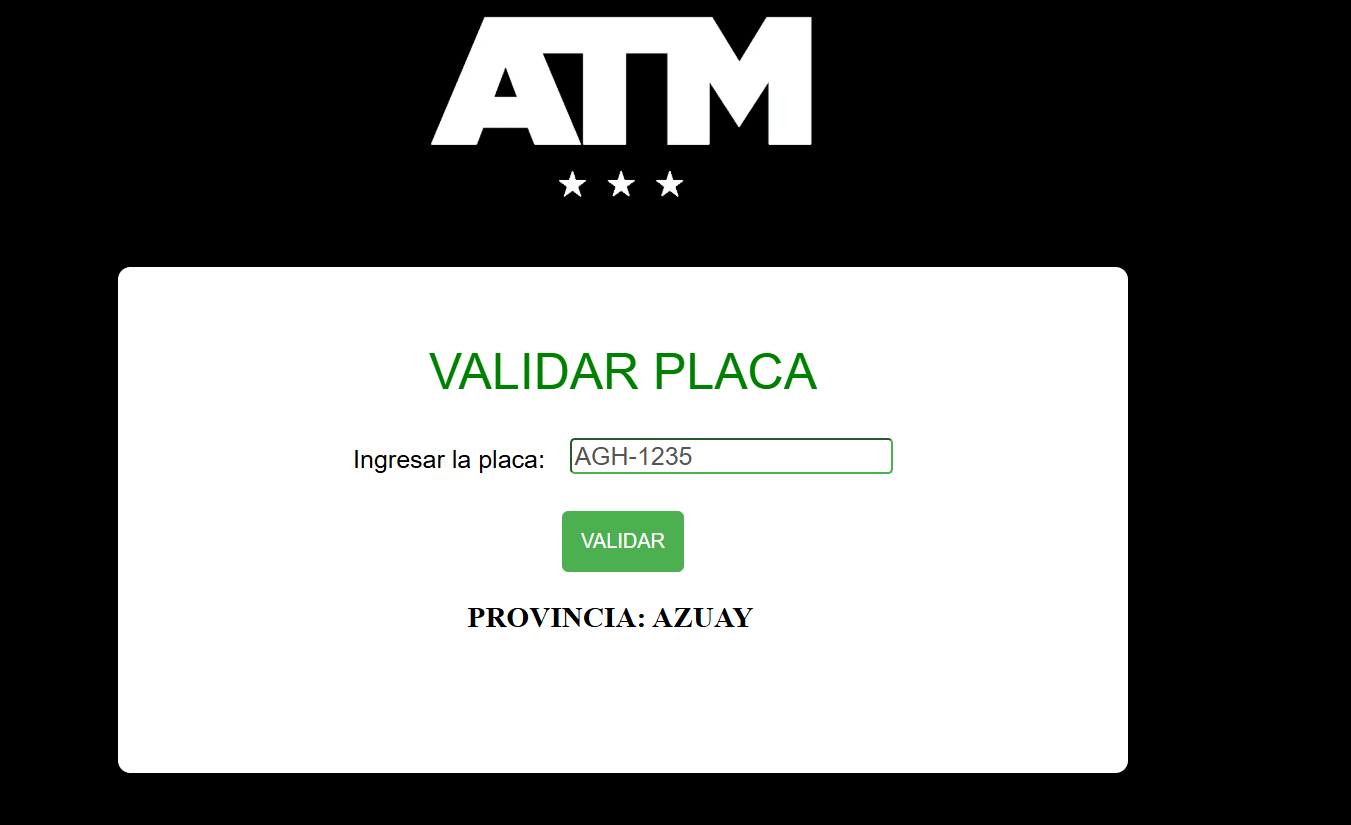 ATM
VALIDAR PLACA
Ingresar la placa: AGH-1235
VALIDAR
PROVINCIA: AZUAY